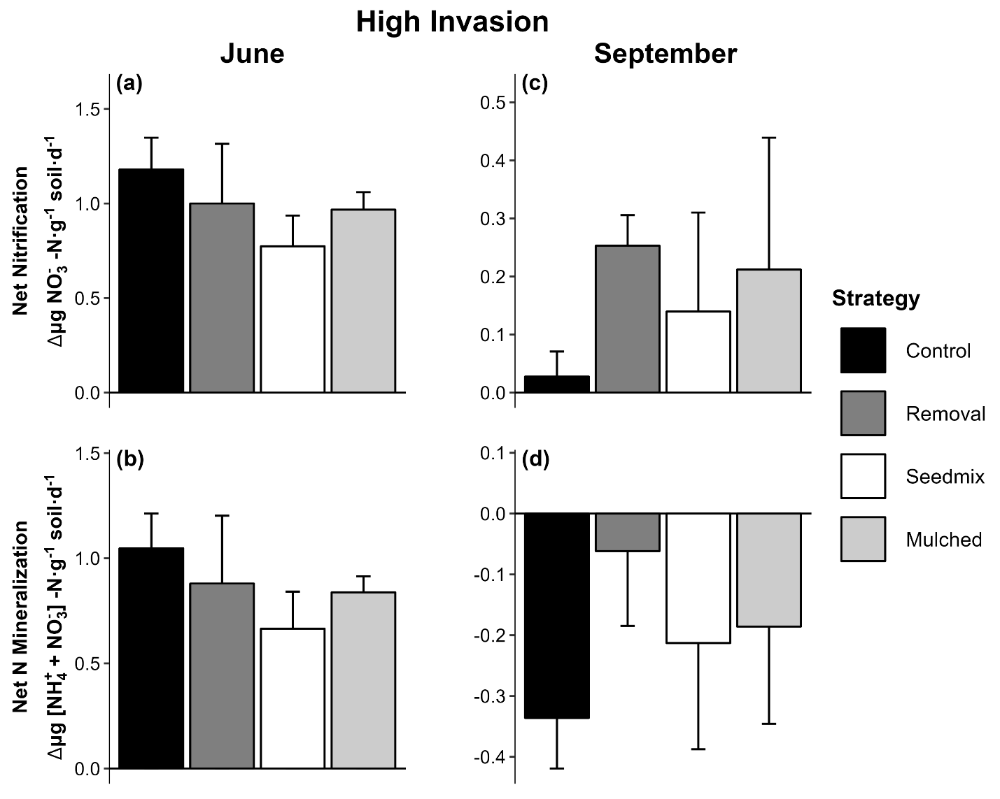 High Invasion
June
September
(a)
(c)
Net Nitrification
Δµg NO₃⁻ -N·g⁻¹ soil·d⁻¹
1.5
1.0
0.5
0.0
0.5
0.4
0.3
0.2
0.1
0.0
(b)
(d)
Net N Mineralization
Δµg [NH₄⁺ + NO₃⁻] -N·g⁻¹ soil·d⁻¹
1.5
1.0
0.5
0.0
0.1
0.0
-0.1
-0.2
-0.3
-0.4
Strategy
Control
Removal
Seedmix
Mulched